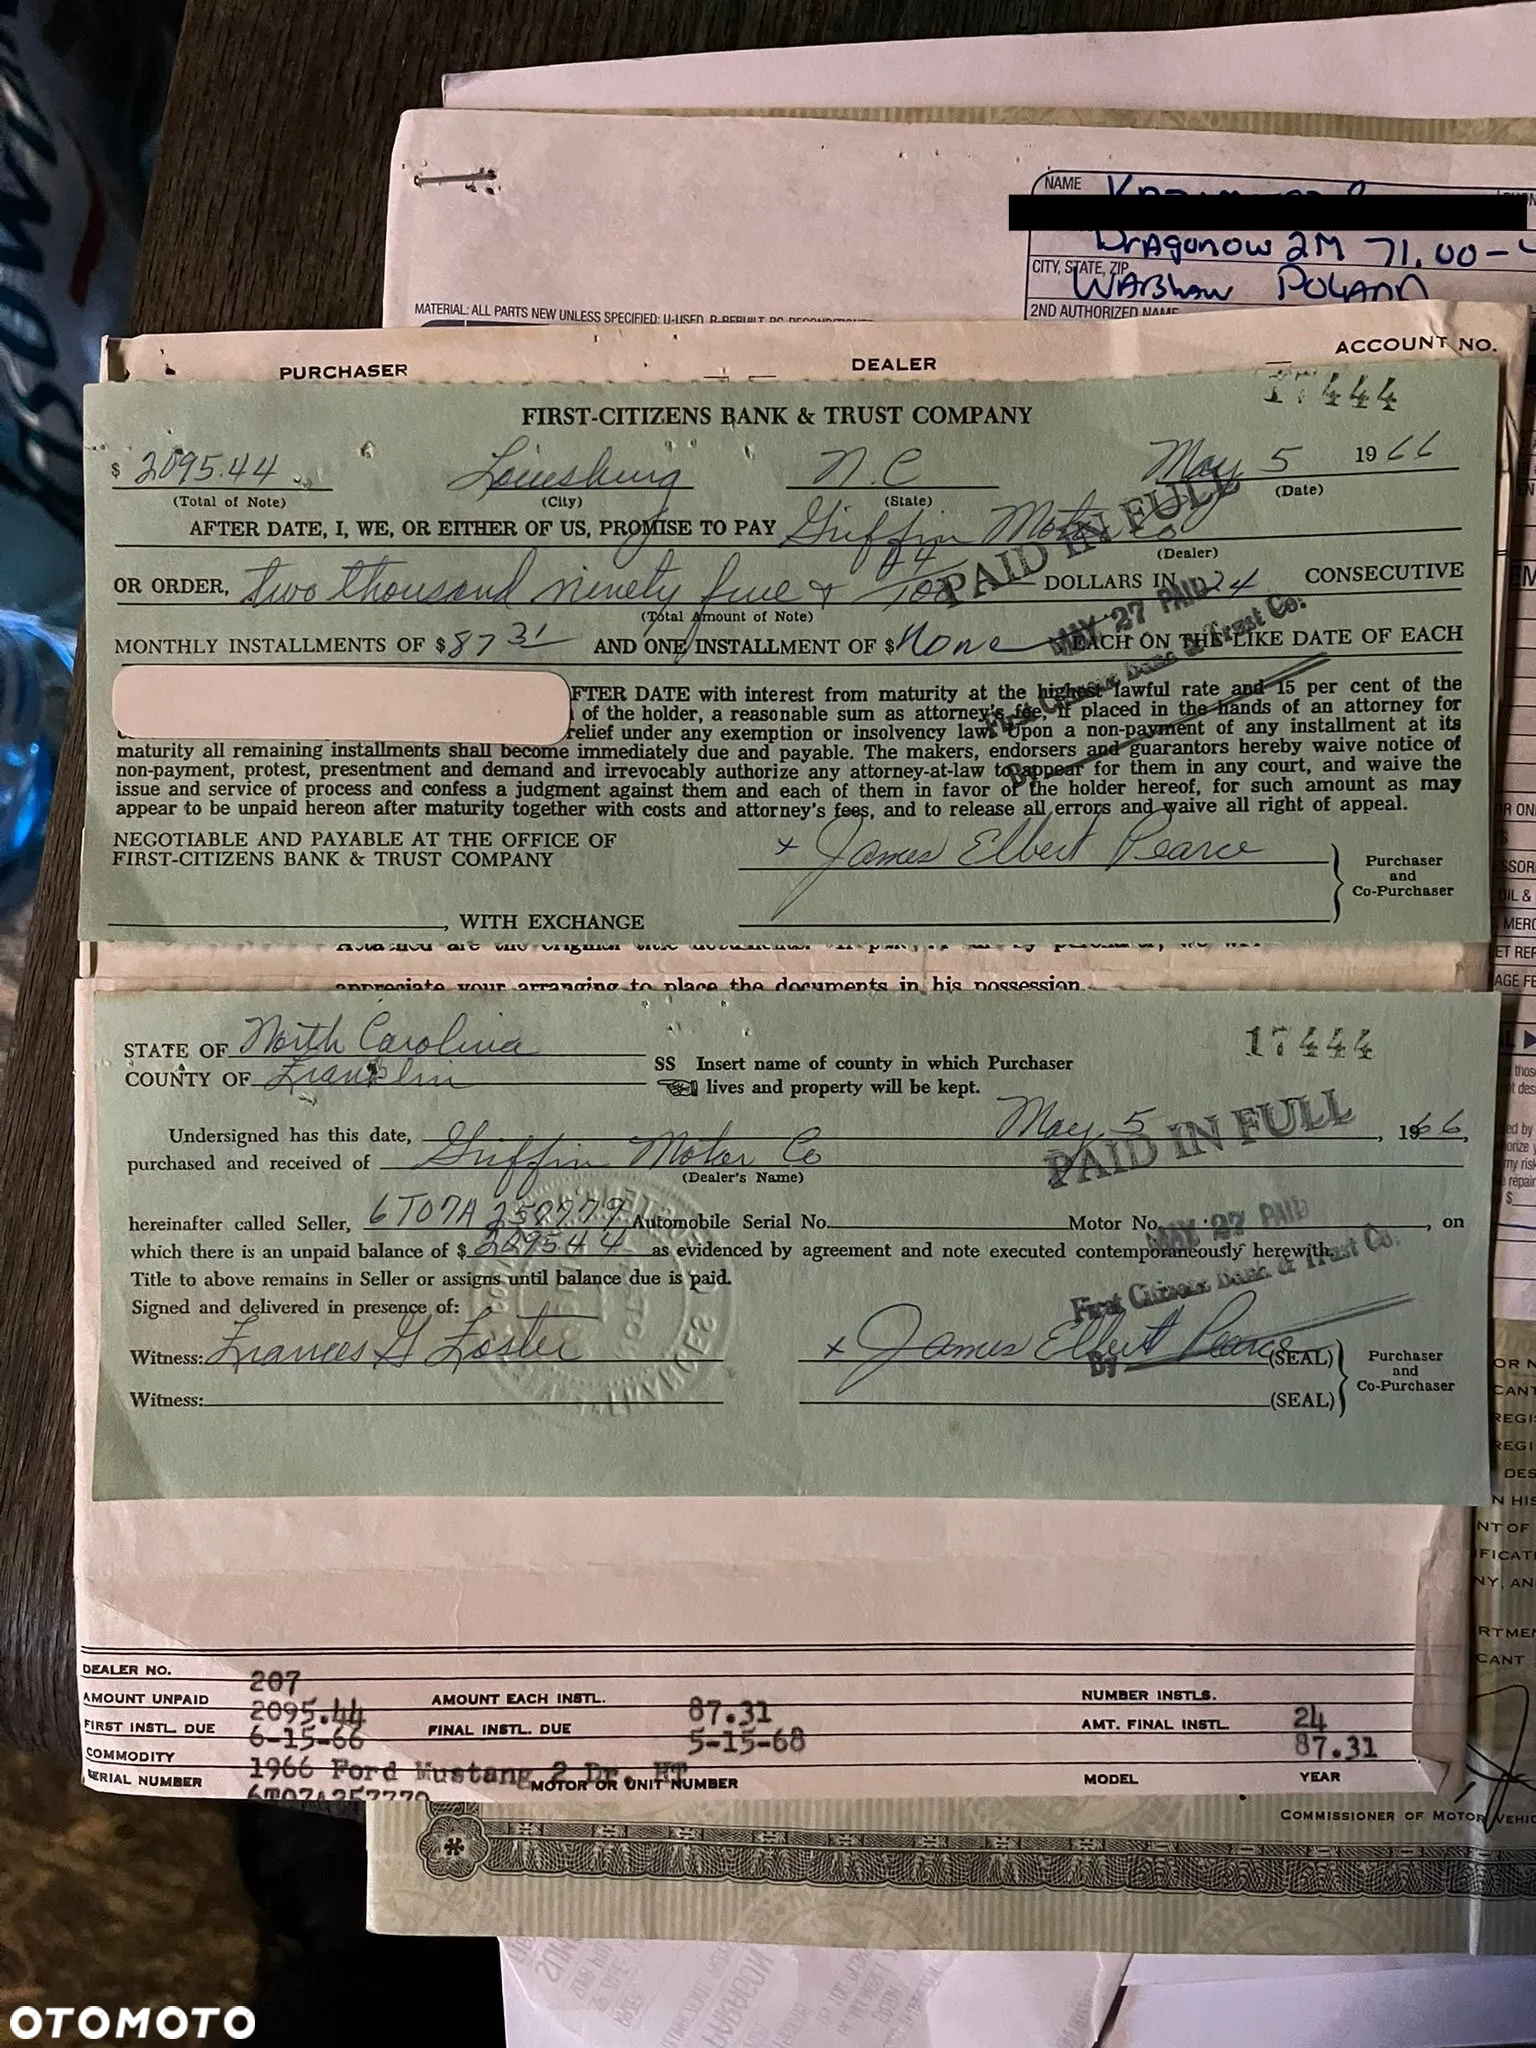 NAME
Dragonow 2M 71.00-
CITY, STATE, ZIP
Warshaw Poland
MATERIAL: ALL PARTS NEW UNLESS SPECIFIED: U-USED, R-REBUILT, RC-RECONDITIONED
2ND AUTHORIZED NAME
PURCHASER DEALER ACCOUNT NO.
17444
FIRST-CITIZENS BANK & TRUST COMPANY
$ 2095.44 Louisburg N.C May 5 1966
(Total of Note) (City) (State) (Date)
AFTER DATE, I, WE, OR EITHER OF US, PROMISE TO PAY Griffin Motor Co
(Dealer)
PAID IN FULL
OR ORDER, two thousand ninety five & 44/100 DOLLARS IN 24 CONSECUTIVE
(Total Amount of Note)
MAY 27 PAID
First Citizens Bank & Trust Co.
By
MONTHLY INSTALLMENTS OF $ 87 31 AND ONE INSTALLMENT OF $ None EACH ON THE LIKE DATE OF EACH
AFTER DATE with interest from maturity at the highest lawful rate and 15 per cent of the
of the holder, a reasonable sum as attorney's fee, if placed in the hands of an attorney for
relief under any exemption or insolvency law. Upon a non-payment of any installment at its
maturity all remaining installments shall become immediately due and payable. The makers, endorsers and guarantors hereby waive notice of
non-payment, protest, presentment and demand and irrevocably authorize any attorney-at-law to appear for them in any court, and waive the
issue and service of process and confess a judgment against them and each of them in favor of the holder hereof, for such amount as may
appear to be unpaid hereon after maturity together with costs and attorney's fees, and to release all errors and waive all right of appeal.
NEGOTIABLE AND PAYABLE AT THE OFFICE OF
FIRST-CITIZENS BANK & TRUST COMPANY
x James Elbert Pearce
Purchaser
and
Co-Purchaser
, WITH EXCHANGE
appreciate your arranging to place the documents in his possession.
17444
STATE OF North Carolina
COUNTY OF Franklin
SS Insert name of county in which Purchaser
lives and property will be kept.
Undersigned has this date, May 5, 1966,
purchased and received of Griffin Motor Co
(Dealer's Name)
PAID IN FULL
hereinafter called Seller, 6T07A 257779 Automobile Serial No. Motor No. , on
MAY 27 PAID
which there is an unpaid balance of $ 2095 44 as evidenced by agreement and note executed contemporaneously herewith.
Title to above remains in Seller or assigns until balance due is paid.
First Citizens Bank & Trust Co.
Signed and delivered in presence of:
Witness: Frances G Foster x James Elbert Pearce (SEAL)
By
Witness: (SEAL)
Purchaser
and
Co-Purchaser
DEALER NO. 207
AMOUNT UNPAID 2095.44 AMOUNT EACH INSTL. 87.31 NUMBER INSTLS. 24
FIRST INSTL. DUE 6-15-66 FINAL INSTL. DUE 5-15-68 AMT. FINAL INSTL. 87.31
COMMODITY 1966 Ford Mustang 2 Dr. HT
SERIAL NUMBER MOTOR OR UNIT NUMBER MODEL YEAR
COMMISSIONER OF MOTOR VEHIC
OTOMOTO